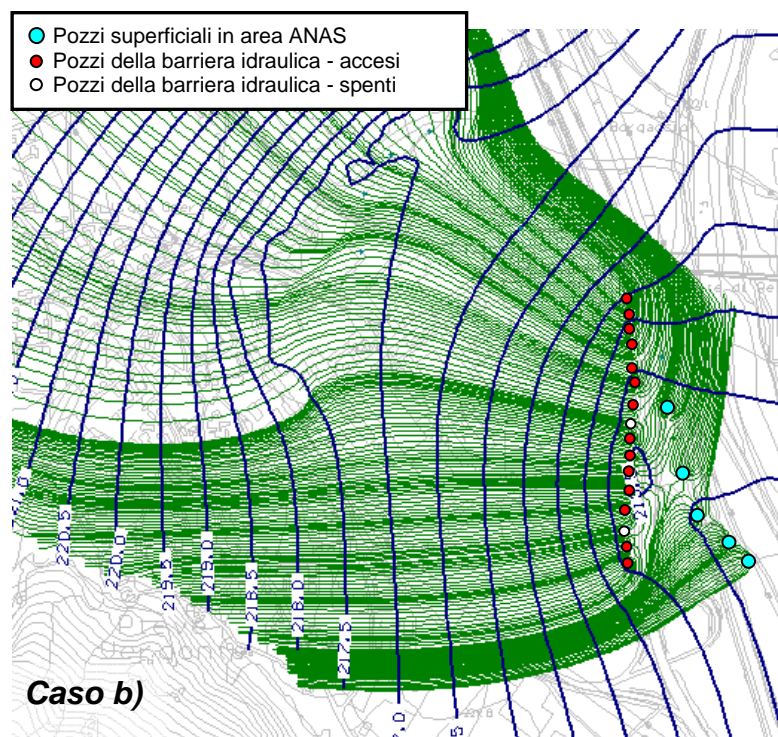 Pozzi superficiali in area ANAS
Pozzi della barriera idraulica - accesi
Pozzi della barriera idraulica - spenti
220.5
220.0
219.5
219.0
218.5
218.0
217.5
Caso b)